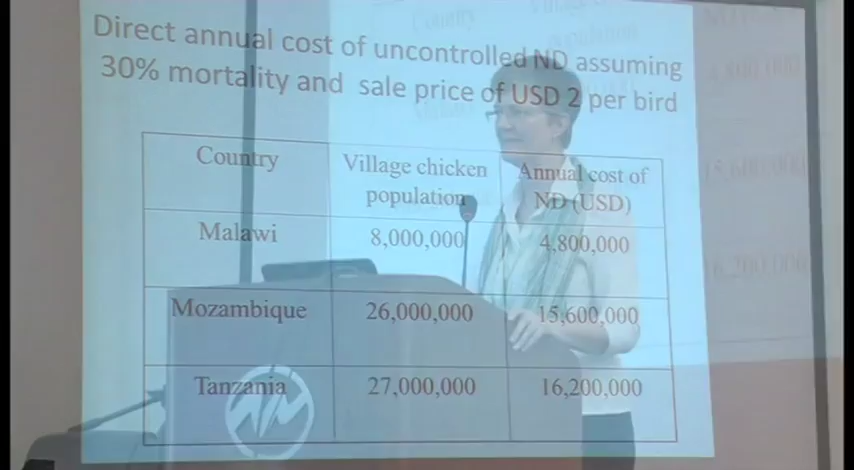 Direct annual cost of uncontrolled ND assuming
30% mortality and sale price of USD 2 per bird
Country Village chicken population Annual cost of ND (USD)
Malawi 8,000,000 4,800,000
Mozambique 26,000,000 15,600,000
Tanzania 27,000,000 16,200,000